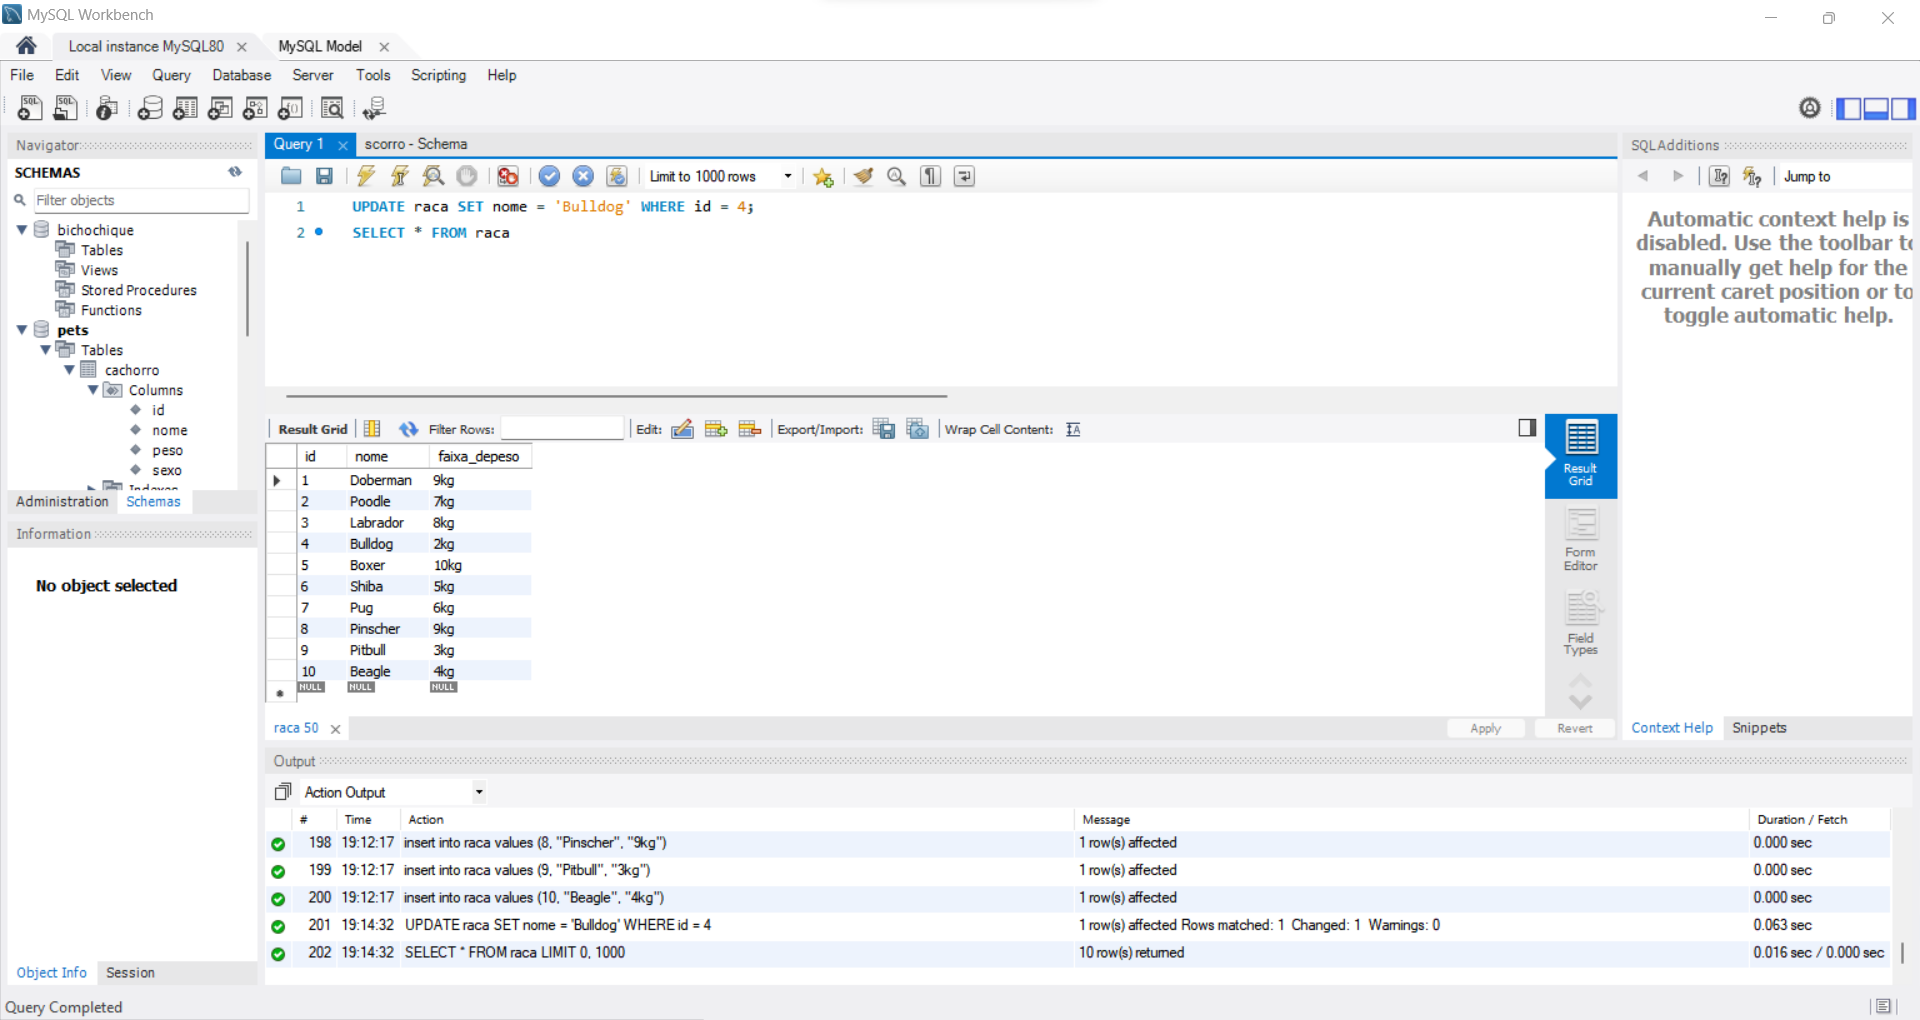 MySQL Workbench
Local instance MySQL80
MySQL Model
File Edit View Query Database Server Tools Scripting Help
Navigator
SCHEMAS
Filter objects
bichochique
Tables
Views
Stored Procedures
Functions
pets
Tables
cachorro
Columns
id
nome
peso
sexo
Indexes
Administration Schemas
Information
No object selected
Object Info Session
Query 1 scorro - Schema
Limit to 1000 rows
1 UPDATE raca SET nome = 'Bulldog' WHERE id = 4;
2 SELECT * FROM raca
Result Grid Filter Rows: Edit: Export/Import: Wrap Cell Content:
id nome faixa_depeso
1 Doberman 9kg
2 Poodle 7kg
3 Labrador 8kg
4 Bulldog 2kg
5 Boxer 10kg
6 Shiba 5kg
7 Pug 6kg
8 Pinscher 9kg
9 Pitbull 3kg
10 Beagle 4kg
NULL NULL NULL
Result
Grid
Form
Editor
Field
Types
raca 50
Apply Revert
SQLAdditions
Jump to
Automatic context help is
disabled. Use the toolbar to
manually get help for the
current caret position or to
toggle automatic help.
Context Help Snippets
Output
Action Output
# Time Action Message Duration / Fetch
198 19:12:17 insert into raca values (8, "Pinscher", "9kg") 1 row(s) affected 0.000 sec
199 19:12:17 insert into raca values (9, "Pitbull", "3kg") 1 row(s) affected 0.000 sec
200 19:12:17 insert into raca values (10, "Beagle", "4kg") 1 row(s) affected 0.000 sec
201 19:14:32 UPDATE raca SET nome = 'Bulldog' WHERE id = 4 1 row(s) affected Rows matched: 1 Changed: 1 Warnings: 0 0.063 sec
202 19:14:32 SELECT * FROM raca LIMIT 0, 1000 10 row(s) returned 0.016 sec / 0.000 sec
Query Completed